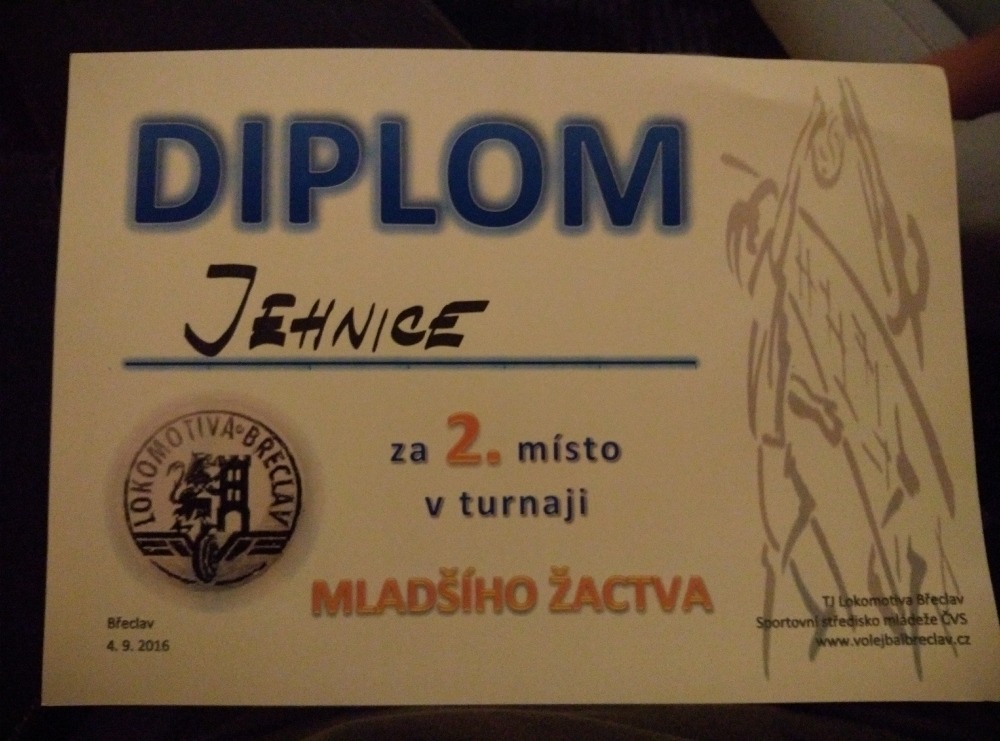 DIPLOM
JEHNICE
LOKOMOTIVA BŘECLAV
za 2. místo
v turnaji
MLADŠÍHO ŽACTVA
Břeclav
4. 9. 2016
TJ Lokomotiva Břeclav
Sportovní středisko mládeže ČVS
www.volejbalbreclav.cz